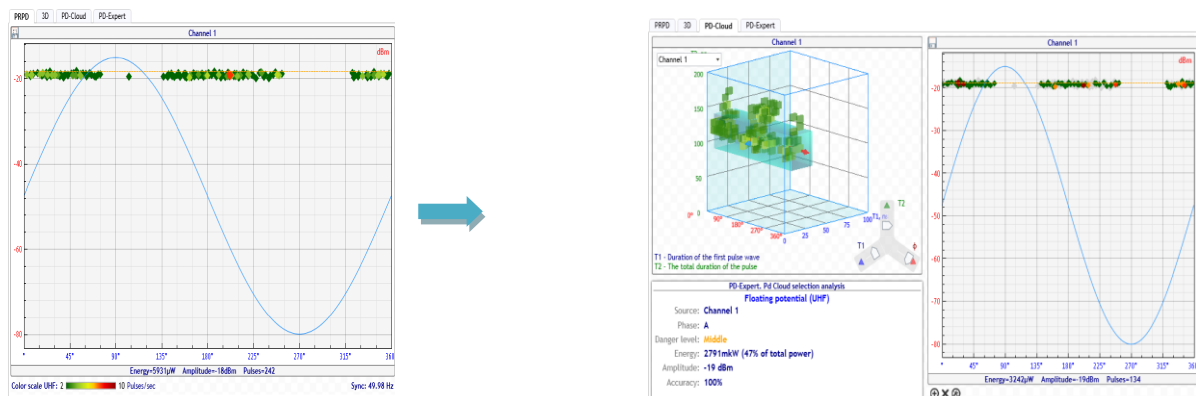 PRPD 3D PD-Cloud PD-Expert
Channel 1
dBm
-20
-40
-60
-80
° 45° 90° 135° 180° 225° 270° 315° 360
Energy=5931µW Amplitude=-18dBm Pulses=242
Color scale UHF: 2 10 Pulses/sec Sync: 49.98 Hz
PRPD 3D PD-Cloud PD-Expert
Channel 1
Channel 1
200
150
100
50
0
0° 90° 180° 270° 360°
0 25 50 75 100
T1, n
T2
T1
ϕ
T1 - Duration of the first pulse wave
T2 - The total duration of the pulse
PD-Expert. Pd Cloud selection analysis
Floating potential (UHF)
Source: Channel 1
Phase: A
Danger level: Middle
Energy: 2791mkW (47% of total power)
Amplitude: -19 dBm
Accuracy: 100%
Channel 1
dBm
-20
-30
-40
-50
-60
-70
-80
° 45° 90° 135° 180° 225° 270° 315° 360
Energy=3242µW Amplitude=-19dBm Pulses=134